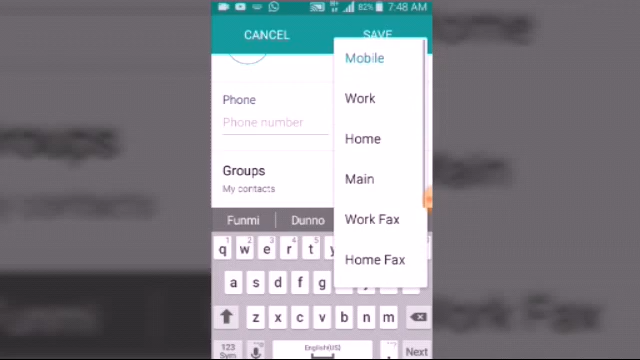 82% 7:48 AM
CANCEL SAVE
Mobile
Phone
Work
Phone number
Home
Groups
Main
My contacts
Funmi Dunno
Work Fax
q w e r t
Home Fax
a s d f g
z x c v b n m
123
Sym
English(US)
. Next